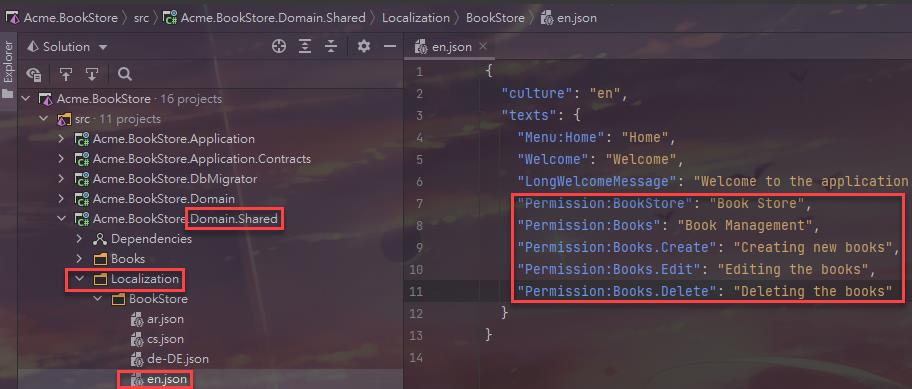 Acme.BookStore > src > Acme.BookStore.Domain.Shared > Localization > BookStore > en.json
Explorer
Solution
Acme.BookStore · 16 projects
src · 11 projects
Acme.BookStore.Application
Acme.BookStore.Application.Contracts
Acme.BookStore.DbMigrator
Acme.BookStore.Domain
Acme.BookStore.Domain.Shared
Dependencies
Books
Localization
BookStore
ar.json
cs.json
de-DE.json
en.json
en.json ×
1 {
2 "culture": "en",
3 "texts": {
4 "Menu:Home": "Home",
5 "Welcome": "Welcome",
6 "LongWelcomeMessage": "Welcome to the application
7 "Permission:BookStore": "Book Store",
8 "Permission:Books": "Book Management",
9 "Permission:Books.Create": "Creating new books",
10 "Permission:Books.Edit": "Editing the books",
11 "Permission:Books.Delete": "Deleting the books"
12 }
13 }
14